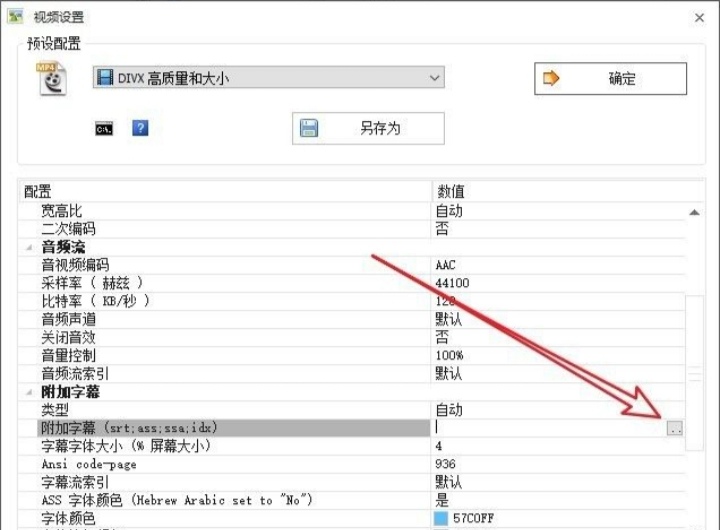 视频设置
预设配置
MP4
DIVX 高质量和大小
确定
C:\.
?
另存为
配置 数值
宽高比 自动
二次编码 否
音频流
音视频编码 AAC
采样率 ( 赫兹 ) 44100
比特率 ( KB/秒 ) 128
音频声道 默认
关闭音效 否
音量控制 100%
音频流索引 默认
附加字幕
类型 自动
附加字幕 (srt;ass;ssa;idx) ..
字幕字体大小 (% 屏幕大小) 4
Ansi code-page 936
字幕流索引 默认
ASS 字体颜色 (Hebrew Arabic set to "No") 是
字体颜色 57C0FF